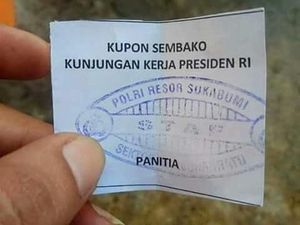 KUPON SEMBAKO
KUNJUNGAN KERJA PRESIDEN RI
POLRI RESOR SUKABUMI
PANITIA